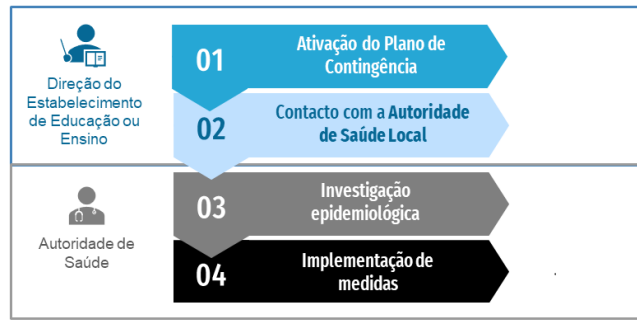 Direção do
Estabelecimento
de Educação ou
Ensino
01
Ativação do Plano de
Contingência
02
Contacto com a Autoridade
de Saúde Local
Autoridade de
Saúde
03
Investigação
epidemiológica
04
Implementação de
medidas
.